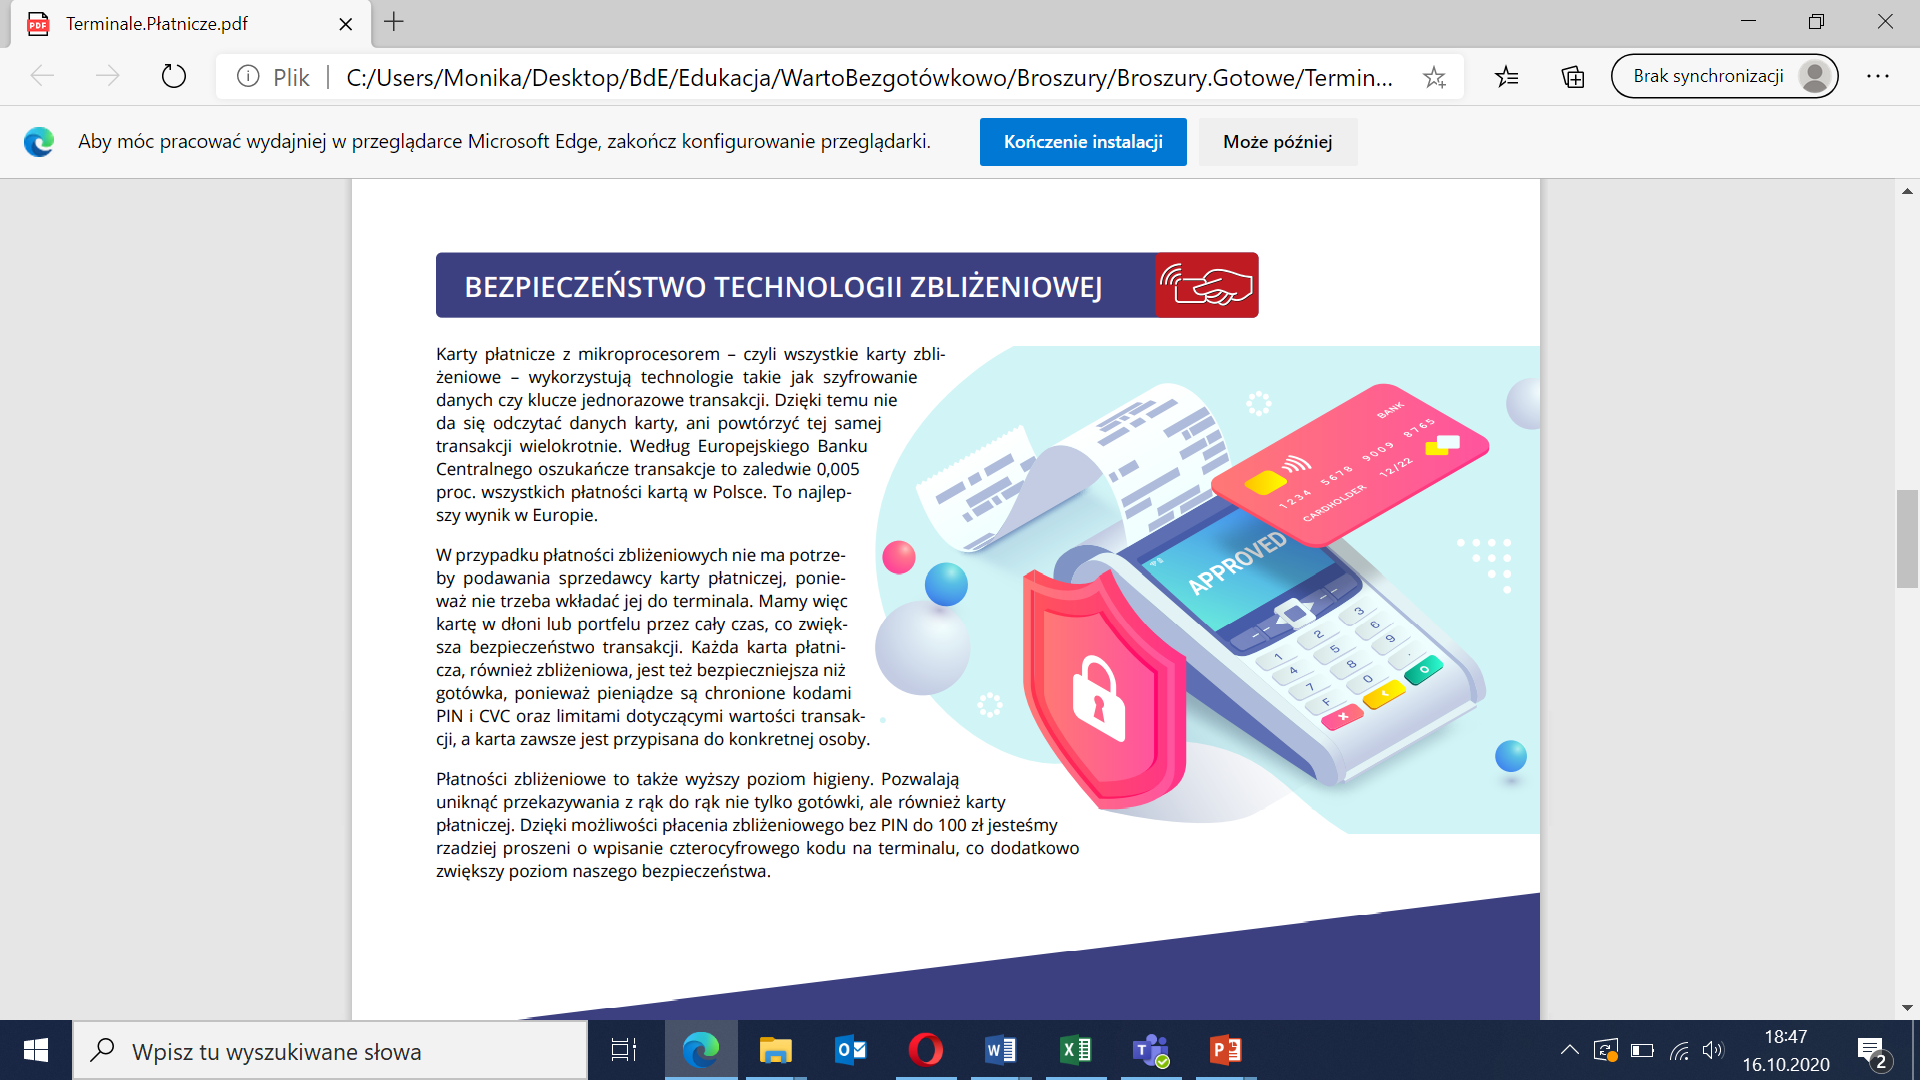 Terminale.Płatnicze.pdf
Plik
C:/Users/Monika/Desktop/BdE/Edukacja/WartoBezgotówkowo/Broszury/Broszury.Gotowe/Termin...
Brak synchronizacji
Aby móc pracować wydajniej w przeglądarce Microsoft Edge, zakończ konfigurowanie przeglądarki.
Kończenie instalacji
Może później
BEZPIECZEŃSTWO TECHNOLOGII ZBLIŻENIOWEJ
Karty płatnicze z mikroprocesorem – czyli wszystkie karty zbli-
żeniowe – wykorzystują technologie takie jak szyfrowanie
danych czy klucze jednorazowe transakcji. Dzięki temu nie
da się odczytać danych karty, ani powtórzyć tej samej
transakcji wielokrotnie. Według Europejskiego Banku
Centralnego oszukańcze transakcje to zaledwie 0,005
proc. wszystkich płatności kartą w Polsce. To najlep-
szy wynik w Europie.
W przypadku płatności zbliżeniowych nie ma potrze-
by podawania sprzedawcy karty płatniczej, ponie-
waż nie trzeba wkładać jej do terminala. Mamy więc
kartę w dłoni lub portfelu przez cały czas, co zwięk-
sza bezpieczeństwo transakcji. Każda karta płatni-
cza, również zbliżeniowa, jest też bezpieczniejsza niż
gotówka, ponieważ pieniądze są chronione kodami
PIN i CVC oraz limitami dotyczącymi wartości transak-
cji, a karta zawsze jest przypisana do konkretnej osoby.
Płatności zbliżeniowe to także wyższy poziom higieny. Pozwalają
uniknąć przekazywania z rąk do rąk nie tylko gotówki, ale również karty
płatniczej. Dzięki możliwości płacenia zbliżeniowego bez PIN do 100 zł jesteśmy
rzadziej proszeni o wpisanie czterocyfrowego kodu na terminalu, co dodatkowo
zwiększy poziom naszego bezpieczeństwa.
BANK
1234 5678 9009 8765
CARDHOLDER 12/22
APPROVED
1 2 3
4 5 6
7 8 9
F 0 .
Wpisz tu wyszukiwane słowa
18:47
16.10.2020
2